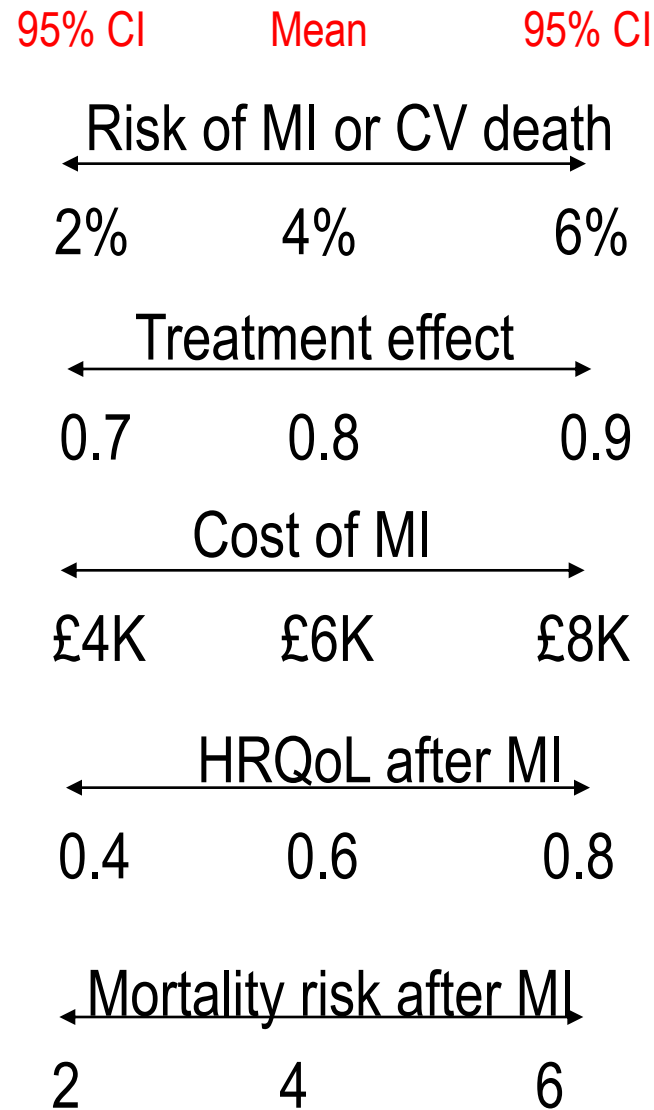 95% CI Mean 95% CI
Risk of MI or CV death
2% 4% 6%
Treatment effect
0.7 0.8 0.9
Cost of MI
£4K £6K £8K
HRQoL after MI
0.4 0.6 0.8
Mortality risk after MI
2 4 6